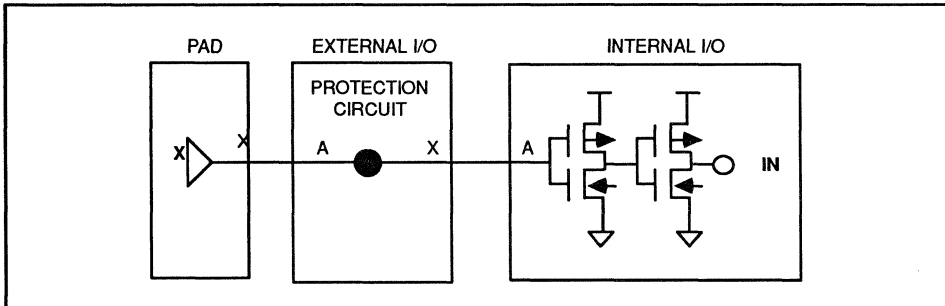 PAD
EXTERNAL I/O
INTERNAL I/O
PROTECTION
CIRCUIT
X
X
A
X
A
IN